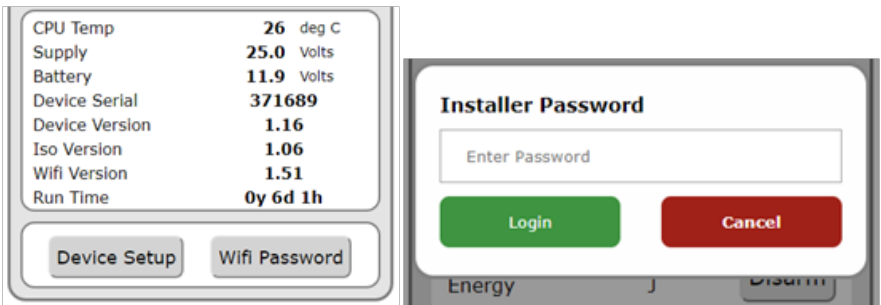 CPU Temp 26 deg C
Supply 25.0 Volts
Battery 11.9 Volts
Device Serial 371689
Device Version 1.16
Iso Version 1.06
Wifi Version 1.51
Run Time 0y 6d 1h
Device Setup Wifi Password
Installer Password
Enter Password
Login Cancel
Energy J Disarm